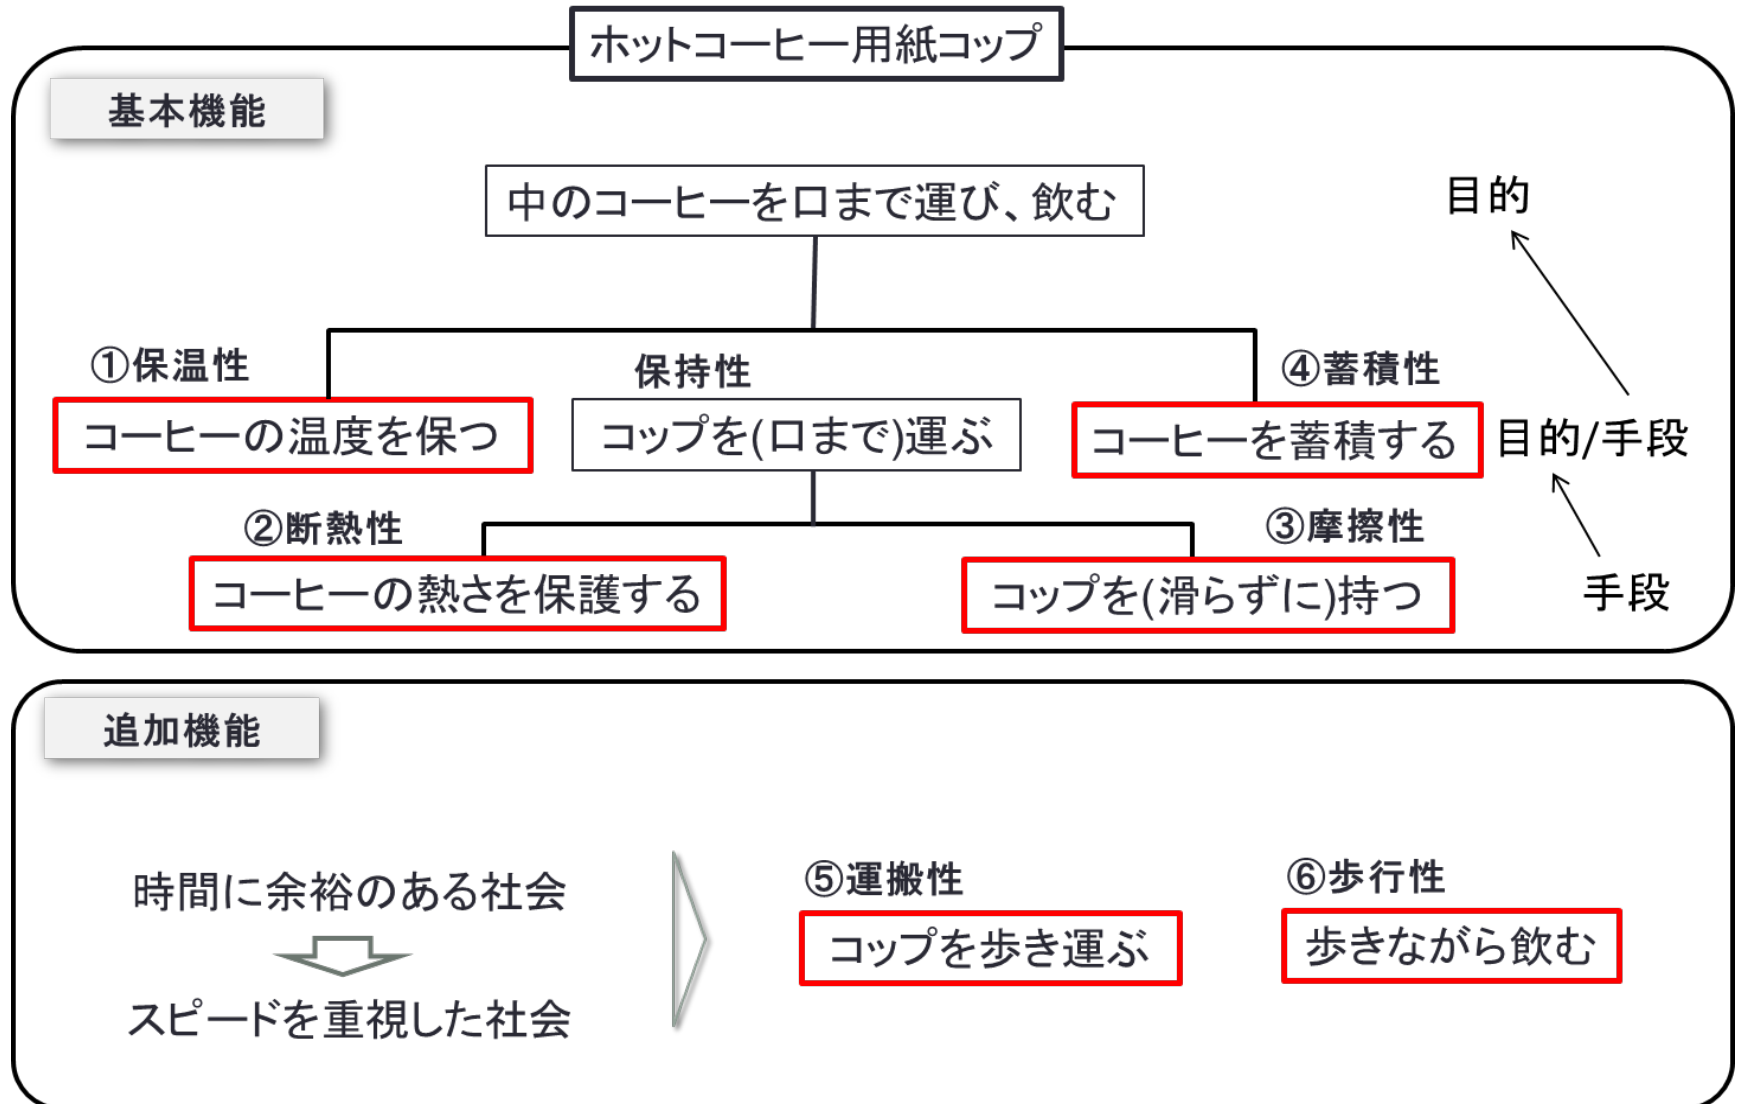 ホットコーヒー用紙コップ
基本機能
中のコーヒーを口まで運び、飲む
目的
①保温性
保持性
④蓄積性
コーヒーの温度を保つ
コップを(口まで)運ぶ
コーヒーを蓄積する
目的/手段
②断熱性
③摩擦性
コーヒーの熱さを保護する
コップを(滑らずに)持つ
手段
追加機能
時間に余裕のある社会
スピードを重視した社会
⑤運搬性
コップを歩き運ぶ
⑥歩行性
歩きながら飲む